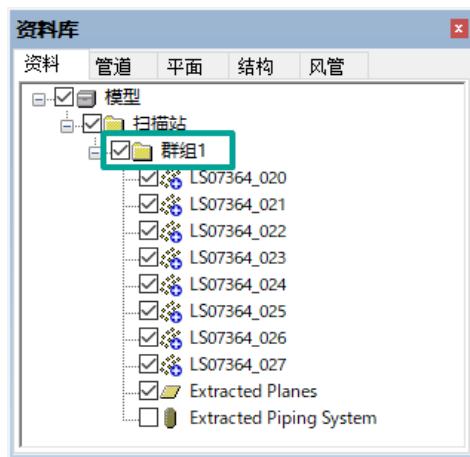 资料库
资料 管道 平面 结构 风管
模型
扫描站
群组1
LS07364_020
LS07364_021
LS07364_022
LS07364_023
LS07364_024
LS07364_025
LS07364_026
LS07364_027
Extracted Planes
Extracted Piping System